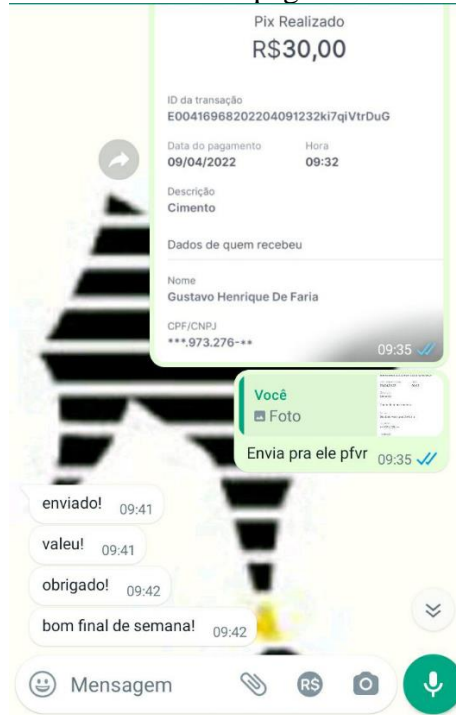 Pix Realizado
R$30,00
ID da transação
E00416968202204091232ki7qiVtrDuG
Data do pagamento Hora
09/04/2022 09:32
Descrição
Cimento
Dados de quem recebeu
Nome
Gustavo Henrique De Faria
CPF/CNPJ
***.973.276-**
09:35
Você
Foto
Envia pra ele pfvr 09:35
enviado! 09:41
valeu! 09:41
obrigado! 09:42
bom final de semana! 09:42
Mensagem
R$